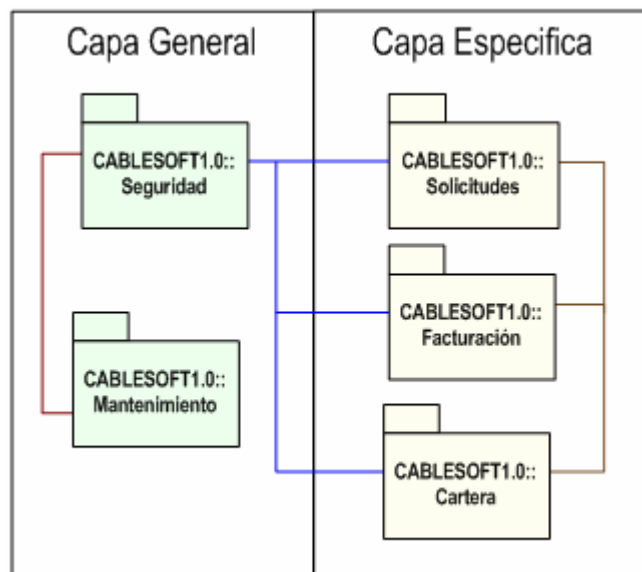 Capa General
Capa Especifica
CABLESOFT1.0::
Seguridad
CABLESOFT1.0::
Solicitudes
CABLESOFT1.0::
Facturación
CABLESOFT1.0::
Mantenimiento
CABLESOFT1.0::
Cartera